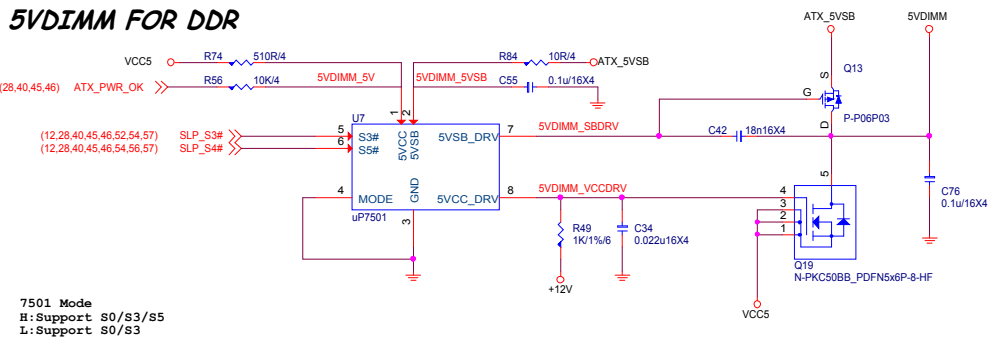 5VDIMM FOR DDR
ATX_5VSB
5VDIMM
VCC5
R74
510R/4
R84
10R/4
ATX_5VSB
(28,40,45,46)
ATX_PWR_OK
R56
10K/4
5VDIMM_5V
5VDIMM_5VSB
C55
0.1u/16X4
S
Q13
G
D
P-P06P03
U7
1
2
(12,28,40,45,46,52,54,57)
SLP_S3#
5
S3#
(12,28,40,45,46,54,56,57)
SLP_S4#
6
S5#
5VCC
5VSB
5VSB_DRV
7
5VDIMM_SBDRV
C42
18n16X4
4
MODE
GND
5VCC_DRV
8
5VDIMM_VCCDRV
uP7501
3
5
4
3
2
1
C76
0.1u/16X4
R49
1K/1%/6
C34
0.022u16X4
Q19
N-PKC50BB_PDFN5x6P-8-HF
+12V
VCC5
7501 Mode
H:Support S0/S3/S5
L:Support S0/S3